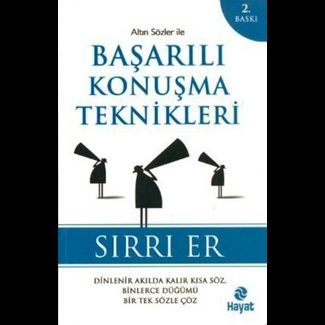 2.
BASKI
Altın Sözler ile
BAŞARILI
KONUŞMA
TEKNİKLERİ
SIRRI ER
DİNLENİR AKILDA KALIR KISA SÖZ,
BİNLERCE DÜĞÜMÜ
BİR TEK SÖZLE ÇÖZ
Hayat